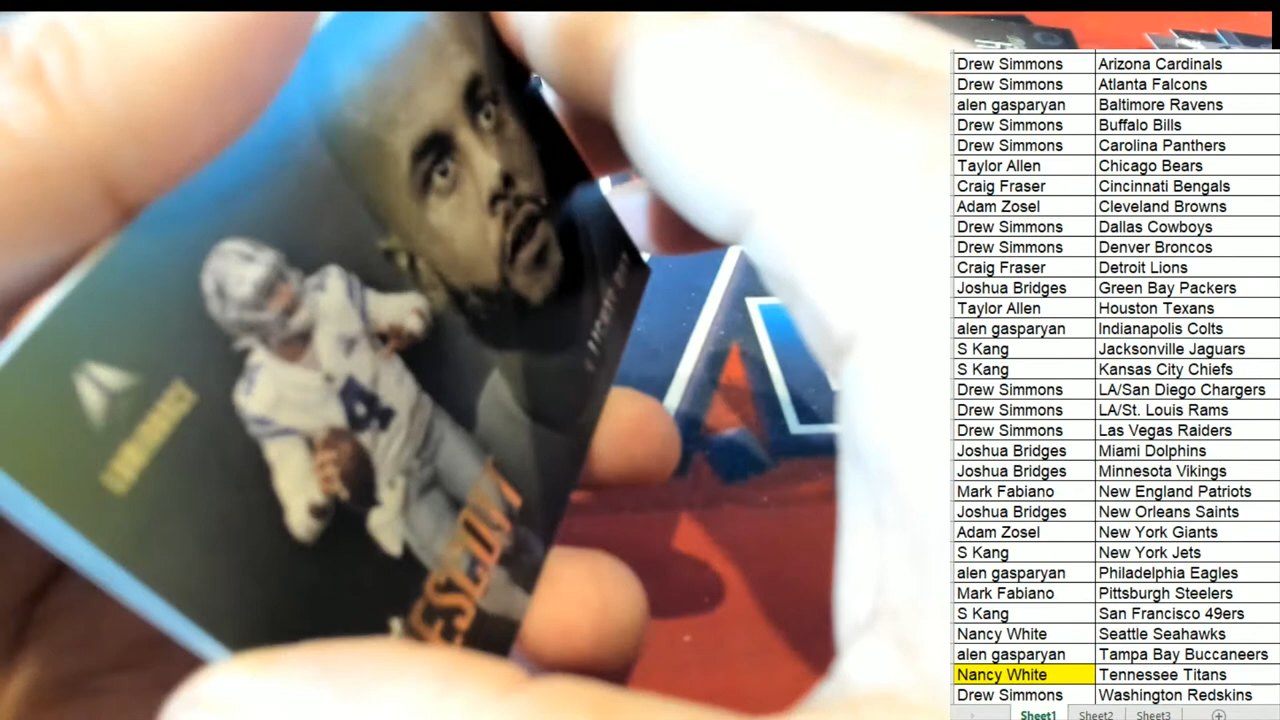 Drew Simmons Arizona Cardinals
Drew Simmons Atlanta Falcons
alen gasparyan Baltimore Ravens
Drew Simmons Buffalo Bills
Drew Simmons Carolina Panthers
Taylor Allen Chicago Bears
Craig Fraser Cincinnati Bengals
Adam Zosel Cleveland Browns
Drew Simmons Dallas Cowboys
Drew Simmons Denver Broncos
Craig Fraser Detroit Lions
Joshua Bridges Green Bay Packers
Taylor Allen Houston Texans
alen gasparyan Indianapolis Colts
S Kang Jacksonville Jaguars
S Kang Kansas City Chiefs
Drew Simmons LA/San Diego Chargers
Drew Simmons LA/St. Louis Rams
Drew Simmons Las Vegas Raiders
Joshua Bridges Miami Dolphins
Joshua Bridges Minnesota Vikings
Mark Fabiano New England Patriots
Joshua Bridges New Orleans Saints
Adam Zosel New York Giants
S Kang New York Jets
alen gasparyan Philadelphia Eagles
Mark Fabiano Pittsburgh Steelers
S Kang San Francisco 49ers
Nancy White Seattle Seahawks
alen gasparyan Tampa Bay Buccaneers
Nancy White Tennessee Titans
Drew Simmons Washington Redskins
Sheet1 Sheet2 Sheet3
4